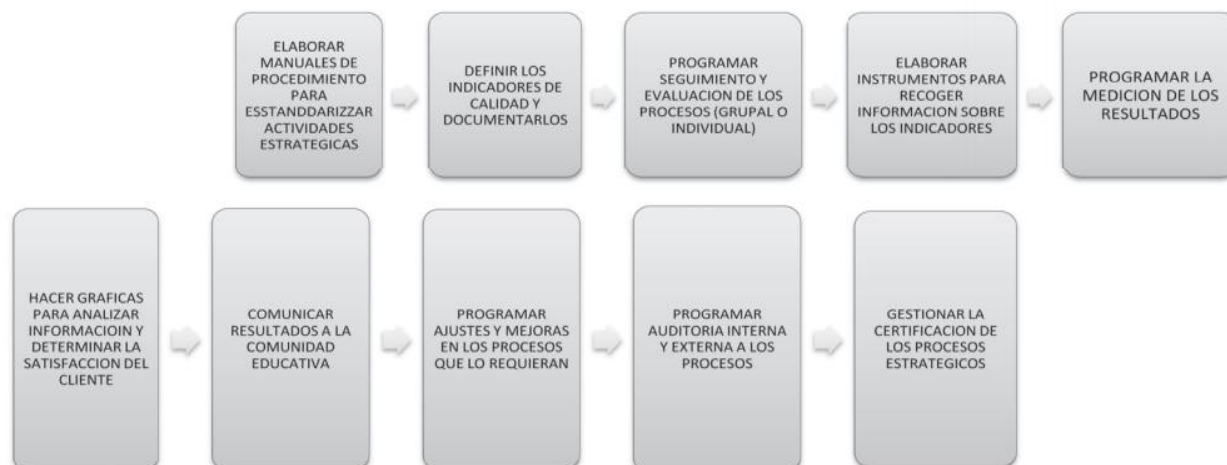 ELABORAR
MANUALES DE
PROCEDIMIENTO
PARA
ESSTANDDARIZZAR
ACTIVIDADES
ESTRATEGICAS
DEFINIR LOS
INDICADORES DE
CALIDAD Y
DOCUMENTARLOS
PROGRAMAR
SEGUIMIENTO Y
EVALUACION DE LOS
PROCESOS (GRUPAL O
INDIVIDUAL)
ELABORAR
INSTRUMENTOS PARA
RECOGER
INFORMACION SOBRE
LOS INDICADORES
PROGRAMAR LA
MEDICION DE LOS
RESULTADOS
HACER GRAFICAS
PARA ANALIZAR
INFORMACIOIN Y
DETERMINAR LA
SATISFACCION DEL
CLIENTE
COMUNICAR
RESULTADOS A LA
COMUNIDAD
EDUCATIVA
PROGRAMAR
AJUSTES Y MEJORAS
EN LOS PROCESOS
QUE LO REQUIERAN
PROGRAMAR
AUDITORIA INTERNA
Y EXTERNA A LOS
PROCESOS
GESTIONAR LA
CERTIFICACION DE
LOS PROCESOS
ESTRATEGICOS